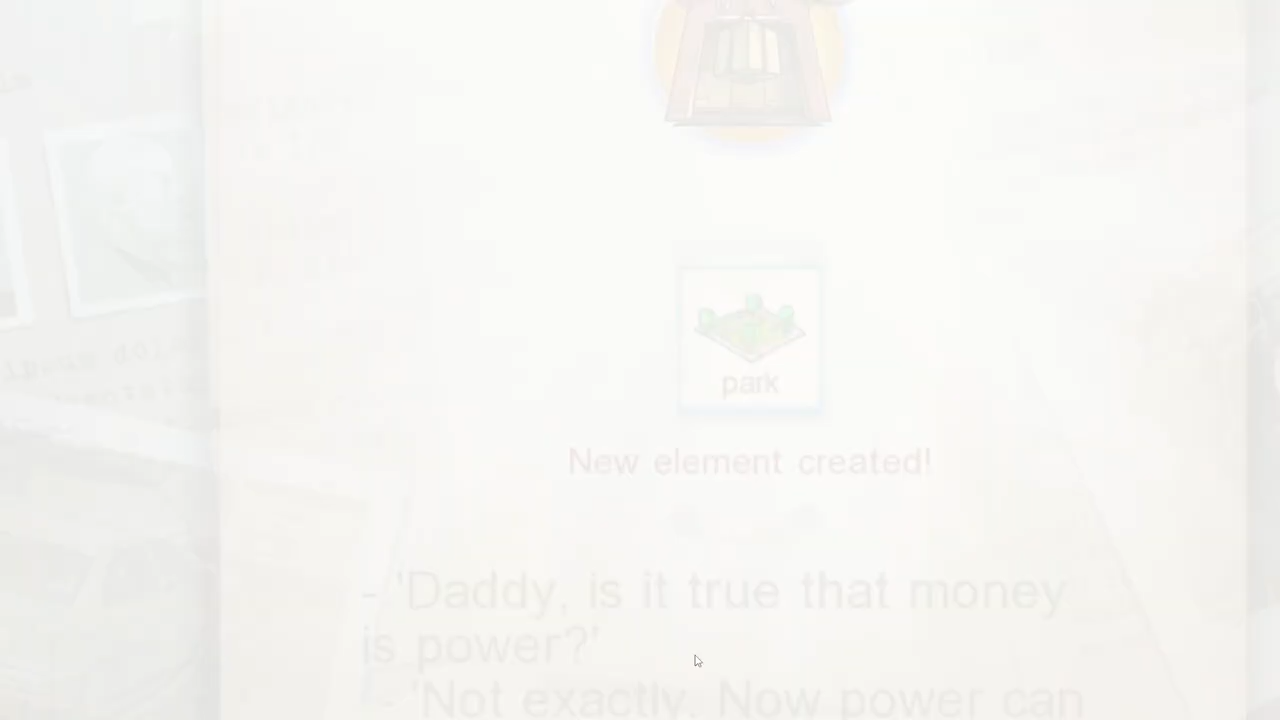 park
New element created!
- 'Daddy, is it true that money
is power?'
- 'Not exactly. Now power can